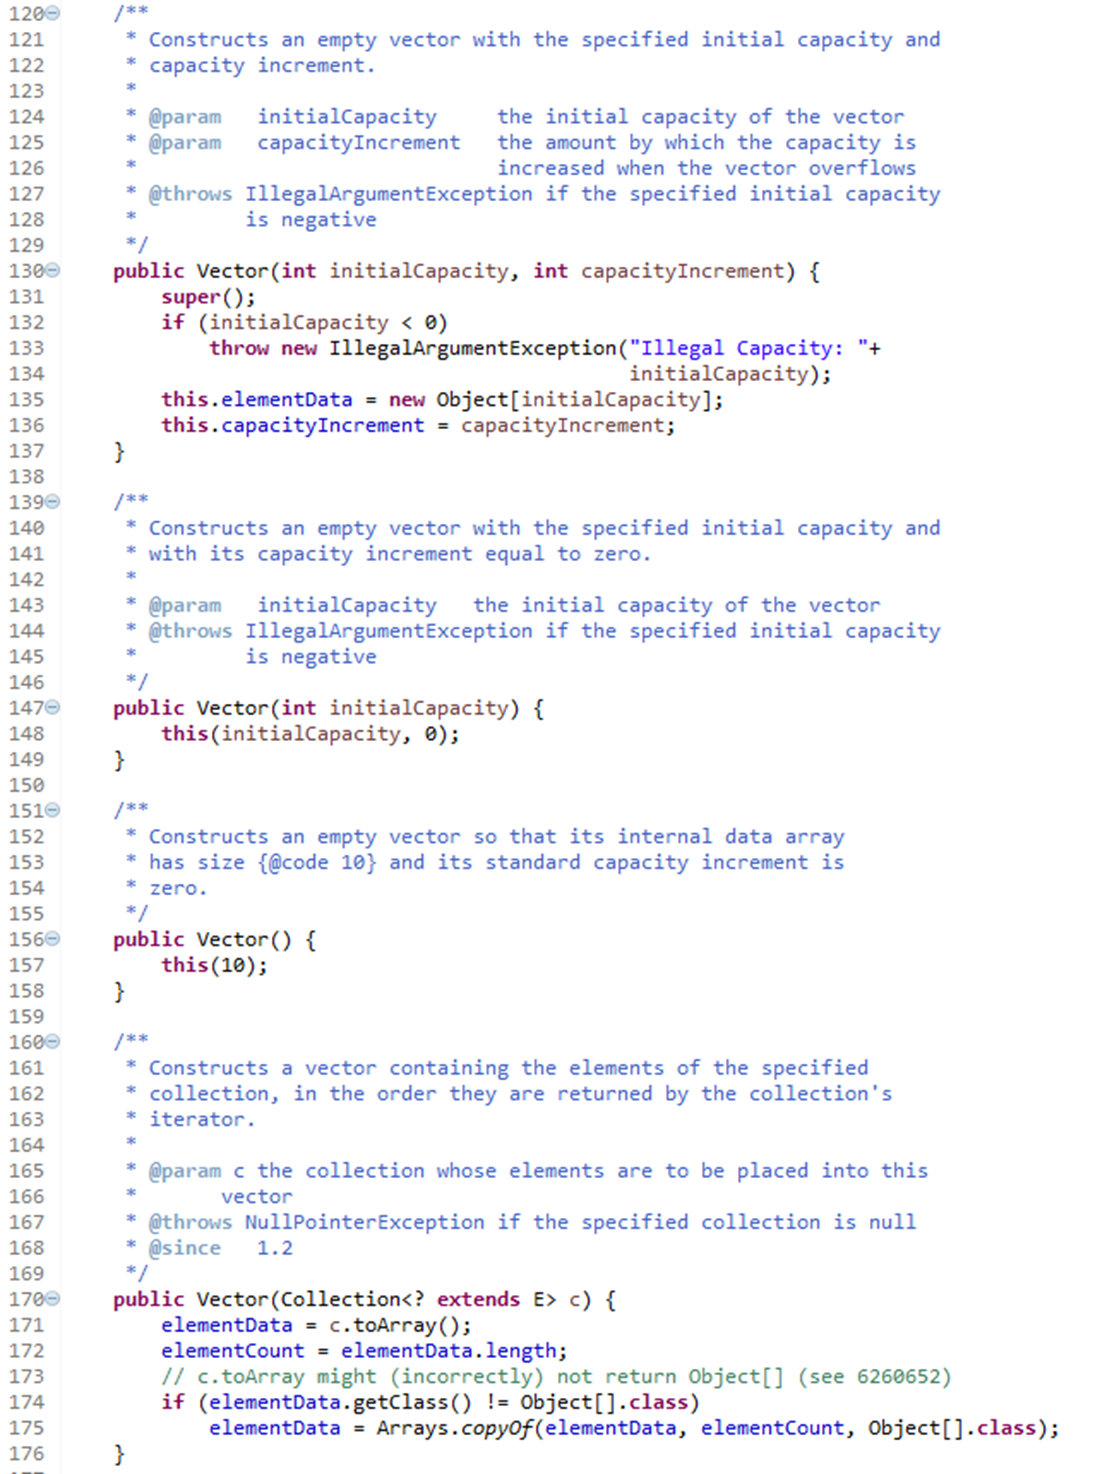 120 /**
121 * Constructs an empty vector with the specified initial capacity and
122 * capacity increment.
123 *
124 * @param initialCapacity the initial capacity of the vector
125 * @param capacityIncrement the amount by which the capacity is
126 * increased when the vector overflows
127 * @throws IllegalArgumentException if the specified initial capacity
128 * is negative
129 */
130 public Vector(int initialCapacity, int capacityIncrement) {
131 super();
132 if (initialCapacity < 0)
133 throw new IllegalArgumentException("Illegal Capacity: "+
134 initialCapacity);
135 this.elementData = new Object[initialCapacity];
136 this.capacityIncrement = capacityIncrement;
137 }
138
139 /**
140 * Constructs an empty vector with the specified initial capacity and
141 * with its capacity increment equal to zero.
142 *
143 * @param initialCapacity the initial capacity of the vector
144 * @throws IllegalArgumentException if the specified initial capacity
145 * is negative
146 */
147 public Vector(int initialCapacity) {
148 this(initialCapacity, 0);
149 }
150
151 /**
152 * Constructs an empty vector so that its internal data array
153 * has size {@code 10} and its standard capacity increment is
154 * zero.
155 */
156 public Vector() {
157 this(10);
158 }
159
160 /**
161 * Constructs a vector containing the elements of the specified
162 * collection, in the order they are returned by the collection's
163 * iterator.
164 *
165 * @param c the collection whose elements are to be placed into this
166 * vector
167 * @throws NullPointerException if the specified collection is null
168 * @since 1.2
169 */
170 public Vector(Collection<? extends E> c) {
171 elementData = c.toArray();
172 elementCount = elementData.length;
173 // c.toArray might (incorrectly) not return Object[] (see 6260652)
174 if (elementData.getClass() != Object[].class)
175 elementData = Arrays.copyOf(elementData, elementCount, Object[].class);
176 }